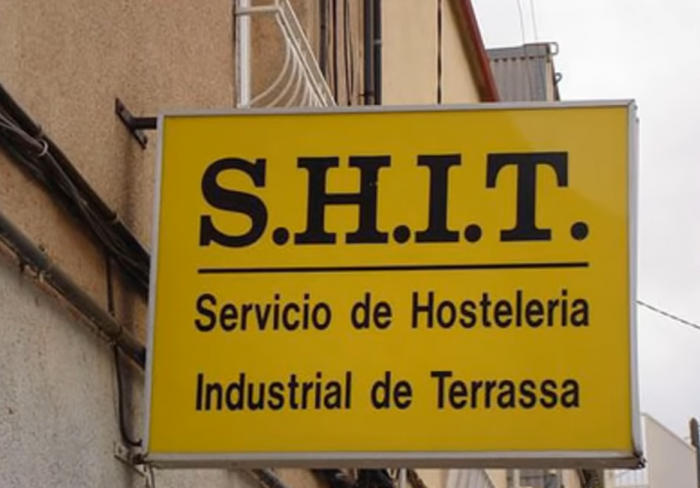 S.H.I.T.
Servicio de Hosteleria
Industrial de Terrassa